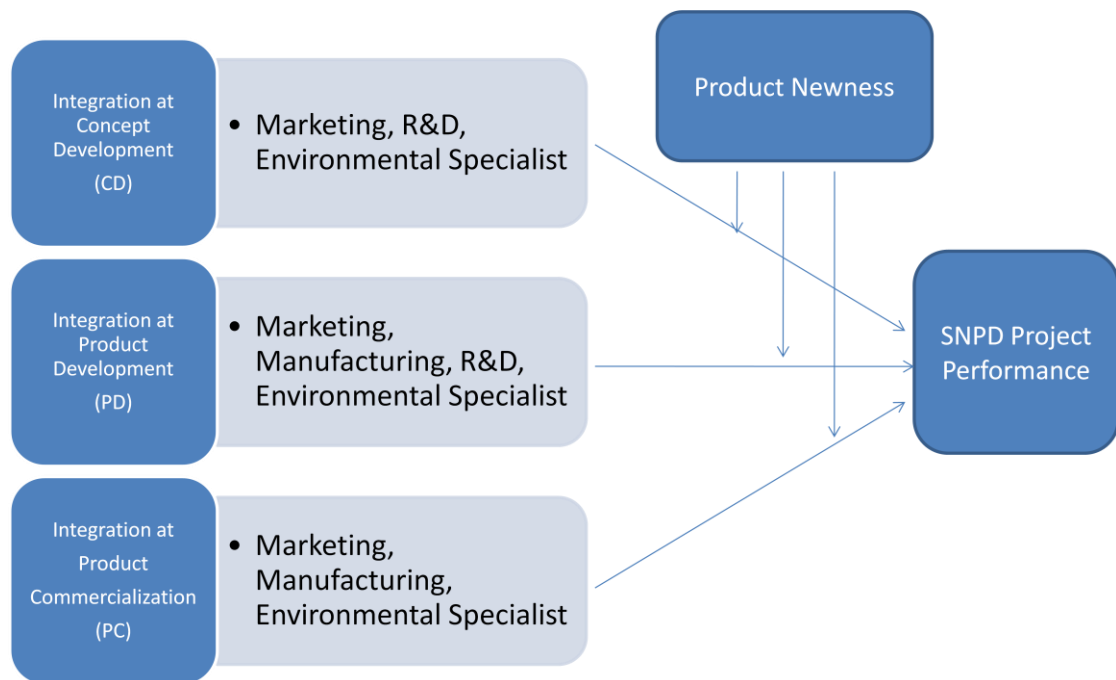 Integration at
Concept
Development
(CD)
• Marketing, R&D,
Environmental Specialist
Product Newness
Integration at
Product
Development
(PD)
• Marketing,
Manufacturing, R&D,
Environmental Specialist
SNPD Project
Performance
Integration at
Product
Commercialization
(PC)
• Marketing,
Manufacturing,
Environmental Specialist